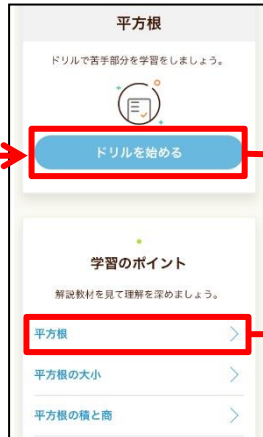 平方根
ドリルで苦手部分を学習をしましょう。
ドリルを始める
学習のポイント
解説教材を見て理解を深めましょう。
平方根
平方根の大小
平方根の積と商